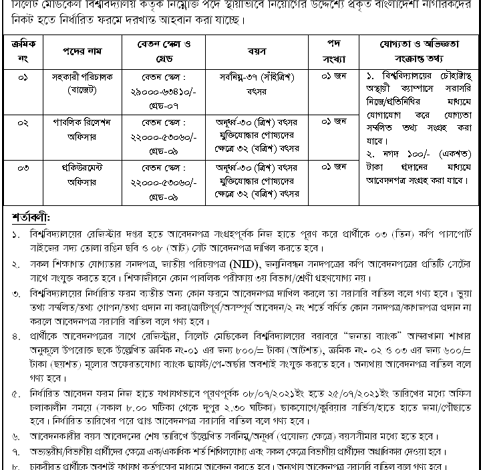 সিলেট মেডিকেল বিশ্ববিদ্যালয় কর্তৃক নিম্নোক্ত পদে স্থায়ীভাবে নিয়োগের উদ্দেশ্যে প্রকৃত বাংলাদেশী নাগরিকদের
নিকট হতে নির্ধারিত ফরমে দরখাস্ত আহবান করা যাচ্ছে।
ক্রমিক নং
পদের নাম
বেতন স্কেল ও গ্রেড
বয়স
পদ সংখ্যা
যোগ্যতা ও অভিজ্ঞতা সংক্রান্ত তথ্য
০১
সহকারী পরিচালক
(বাজেট)
বেতন স্কেল :
২৯০০০-৬৩৪১০/-
গ্রেড-০৭
সর্বনিম্ন-৩৭ (সাঁইত্রিশ)
বৎসর
০১ জন
০২
পাবলিক রিলেশন
অফিসার
বেতন স্কেল :
২২০০০-৫৩০৬০/-
গ্রেড-০৯
অনূর্ধ্ব-৩০ (ত্রিশ) বৎসর
মুক্তিযোদ্ধার পোষ্যদের
ক্ষেত্রে ৩২ (বত্রিশ) বৎসর
০১ জন
০৩
প্রকিউরমেন্ট
অফিসার
বেতন স্কেল :
২২০০০-৫৩০৬০/-
গ্রেড-০৯
অনূর্ধ্ব-৩০ (ত্রিশ) বৎসর
মুক্তিযোদ্ধার পোষ্যদের
ক্ষেত্রে ৩২ (বত্রিশ) বৎসর
০১ জন
১. বিশ্ববিদ্যালয়ের চৌহাট্টাস্থ
অস্থায়ী ক্যাম্পাসে সরাসরি
নিজে/প্রতিনিধির মাধ্যমে
যোগাযোগ করে যোগ্যতা
সম্বলিত তথ্য সংগ্রহ করা
যাবে।
২. নগদ ১০০/- (একশত)
টাকা প্রদানের মাধ্যমে
আবেদনপত্র সংগ্রহ করা যাবে।
শর্তাবলী:
১. বিশ্ববিদ্যালয়ের রেজিস্ট্রার দপ্তর হতে আবেদনপত্র সংগ্রহপূর্বক নিজ হাতে পূরণ করে প্রার্থীকে ০৩ (তিন) কপি পাসপোর্ট
সাইজের সদ্য তোলা রঙিন ছবি ও ০৮ (আট) সেট আবেদনপত্র দাখিল করতে হবে।
২. সকল শিক্ষাগত যোগ্যতার সনদপত্র, জাতীয় পরিচয়পত্র (NID), জন্মনিবন্ধন সনদপত্রের কপি আবেদনপত্রের প্রতিটি সেটের
সাথে সংযুক্ত করতে হবে। শিক্ষাজীবনে কোন পাবলিক পরীক্ষায় ৩য় বিভাগ/শ্রেণী গ্রহণযোগ্য নয়।
৩. বিশ্ববিদ্যালয়ের নির্ধারিত ফরম ব্যতীত অন্য কোন ফরমে আবেদনপত্র দাখিল করলে তা সরাসরি বাতিল বলে গণ্য হবে। ভুয়া
তথ্য সম্বলিত/তথ্য গোপন/তথ্য প্রদান না করা/ত্রুটিপূর্ণ/অসম্পূর্ণ আবেদন/২ নং শর্তে বর্ণিত কোন সনদপত্র/কাগজপত্র প্রদান না
করলে আবেদনপত্র সরাসরি বাতিল বলে গণ্য হবে।
৪. প্রার্থীকে আবেদনপত্রের সাথে রেজিস্ট্রার, সিলেট মেডিকেল বিশ্ববিদ্যালয়ের বরাবরে “জনতা ব্যাংক” আম্বরখানা শাখার
অনুকূলে উপরোক্ত ছকে উল্লেখিত ক্রমিক নং-০১ এর জন্য ৮০০/= টাকা (আটশত), ক্রমিক নং- ০২ ও ০৩ এর জন্য ৬০০/=
টাকা (ছয়শত) মূল্যের অফেরতযোগ্য ব্যাংক ড্রাফট/পে-অর্ডার অবশ্যই সংযুক্ত করতে হবে। অন্যথায় আবেদনপত্র বাতিল বলে
গণ্য হবে।
৫. নির্ধারিত আবেদন ফরম নিজ হাতে যথাযথভাবে পূরণপূর্বক ০৮/০৯/২০২১ইং হতে ২৫/০৯/২০২১ইং তারিখের মধ্যে অফিস
চলাকালীন সময়ে (সকাল ৮.০০ ঘটিকা থেকে দুপুর ২.৩০ ঘটিকা) ডাকযোগে/কুরিয়ার সার্ভিস/হাতে হাতে জমা/পৌঁছাতে
হবে। নির্ধারিত তারিখের পরে প্রাপ্ত আবেদনপত্র সরাসরি বাতিল বলে গণ্য হবে।
৬. আবেদনকারীর বয়স আবেদনের শেষ তারিখে উল্লেখিত সর্বনিম্ন/অনূর্ধ্ব (প্রযোজ্য ক্ষেত্রে) বয়সসীমার মধ্যে হতে হবে।
৭. অভ্যন্তরীণ/বিভাগীয় প্রার্থীদের ক্ষেত্রে এক/একাধিক শর্ত শিথিলযোগ্য এবং সকল ক্ষেত্রে বিভাগীয় প্রার্থীদের অগ্রাধিকার দেওয়া হবে।
৮. চাকুরীরত প্রার্থীকে অবশ্যই যথাযথ কর্তৃপক্ষের মাধ্যমে আবেদন করতে হবে। অন্যথায় আবেদনপত্র সরাসরি বাতিল বলে গণ্য হবে।